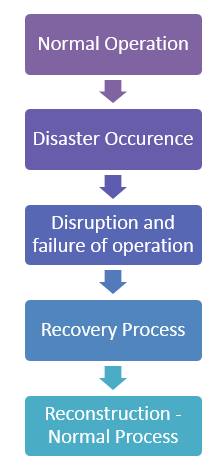 Normal Operation
Disaster Occurence
Disruption and
failure of operation
Recovery Process
Reconstruction -
Normal Process